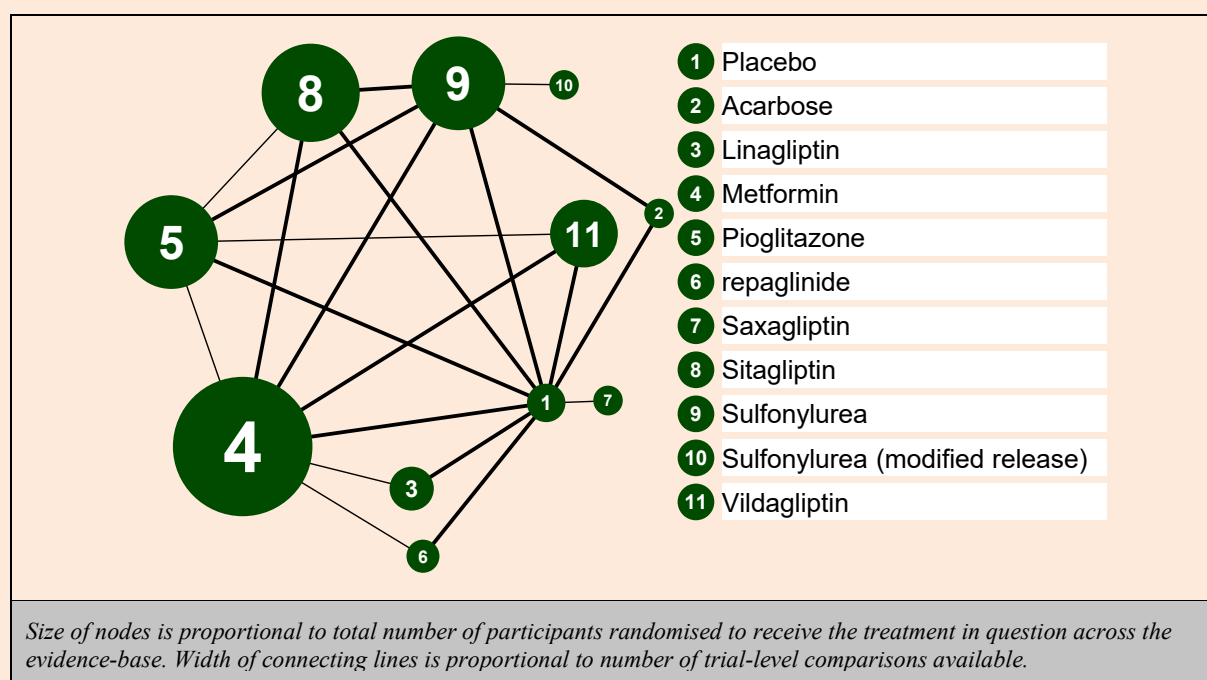 8
9
10
2
5
11
1
7
4
3
6
1 Placebo
2 Acarbose
3 Linagliptin
4 Metformin
5 Pioglitazone
6 repaglinide
7 Saxagliptin
8 Sitagliptin
9 Sulfonylurea
10 Sulfonylurea (modified release)
11 Vildagliptin
Size of nodes is proportional to total number of participants randomised to receive the treatment in question across the
evidence-base. Width of connecting lines is proportional to number of trial-level comparisons available.